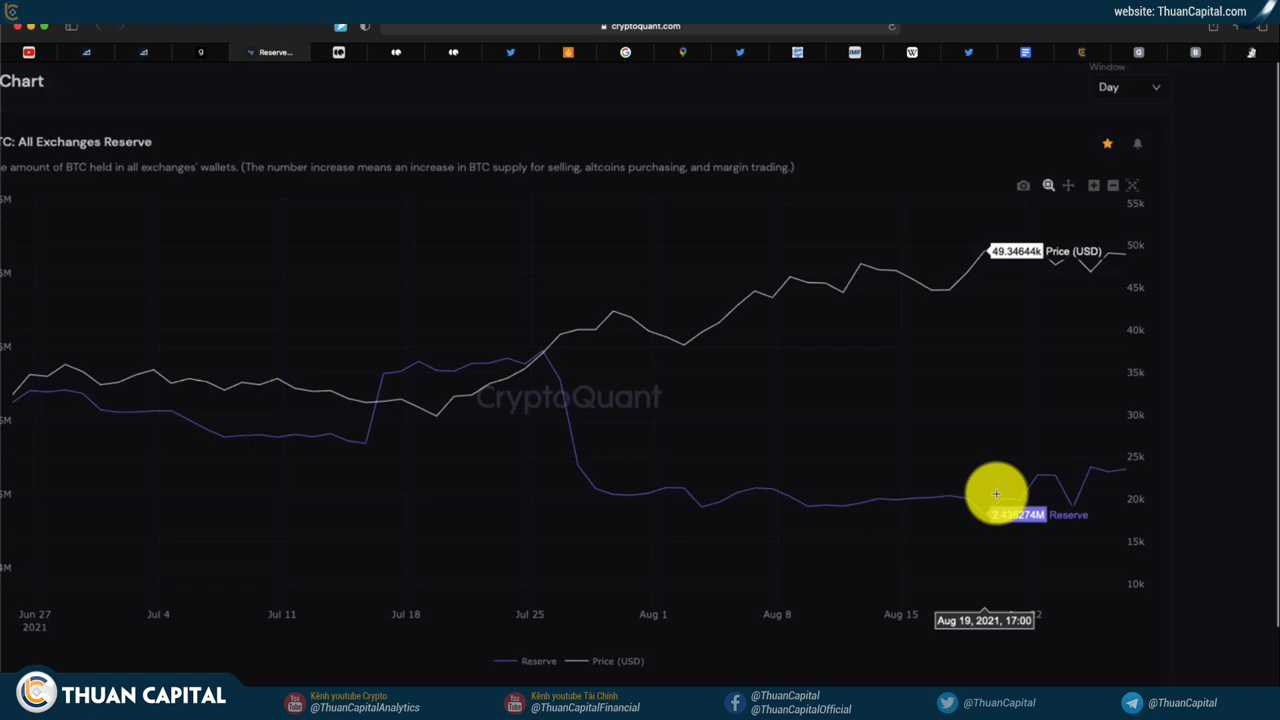 website: ThuanCapital.com
cryptoquant.com
Reserve...
Window
Chart
Day
TC: All Exchanges Reserve
e amount of BTC held in all exchanges' wallets. (The number increase means an increase in BTC supply for selling, altcoins purchasing, and margin trading.)
55k
49.34644k Price (USD)
50k
45k
40k
35k
CryptoQuant
30k
25k
20k
Reserve
15k
10k
Jun 27 Jul 4 Jul 11 Jul 18 Jul 25 Aug 1 Aug 8 Aug 15
2021
Aug 19, 2021, 17:00
Reserve Price (USD)
THUAN CAPITAL
Kênh youtube Crypto
@ThuanCapitalAnalytics
Kênh youtube Tài Chính
@ThuanCapitalFinancial
@ThuanCapital
@ThuanCapitalOfficial
@ThuanCapital
@ThuanCapital